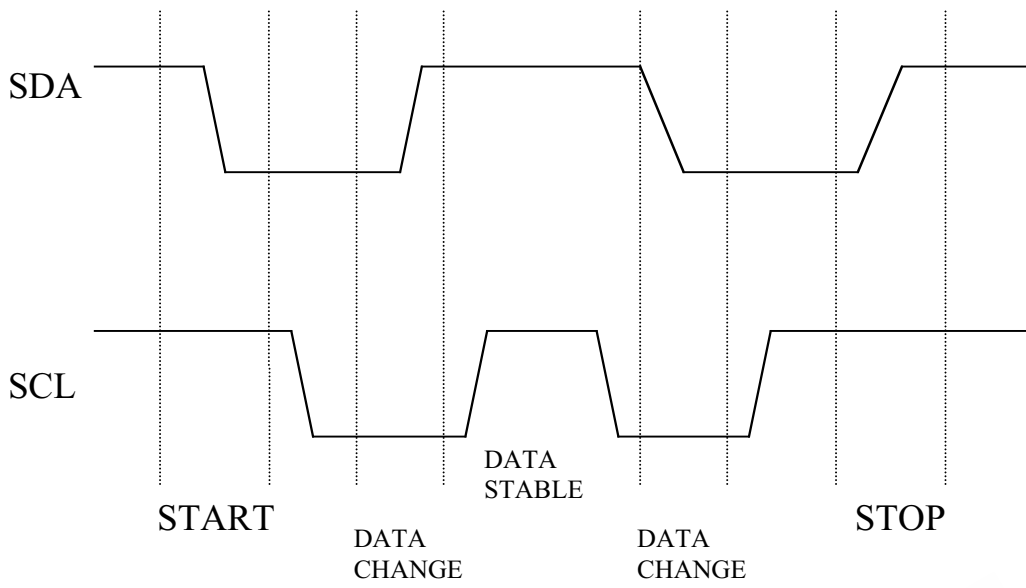 SDA
SCL
DATA
STABLE
START
STOP
DATA
CHANGE
DATA
CHANGE